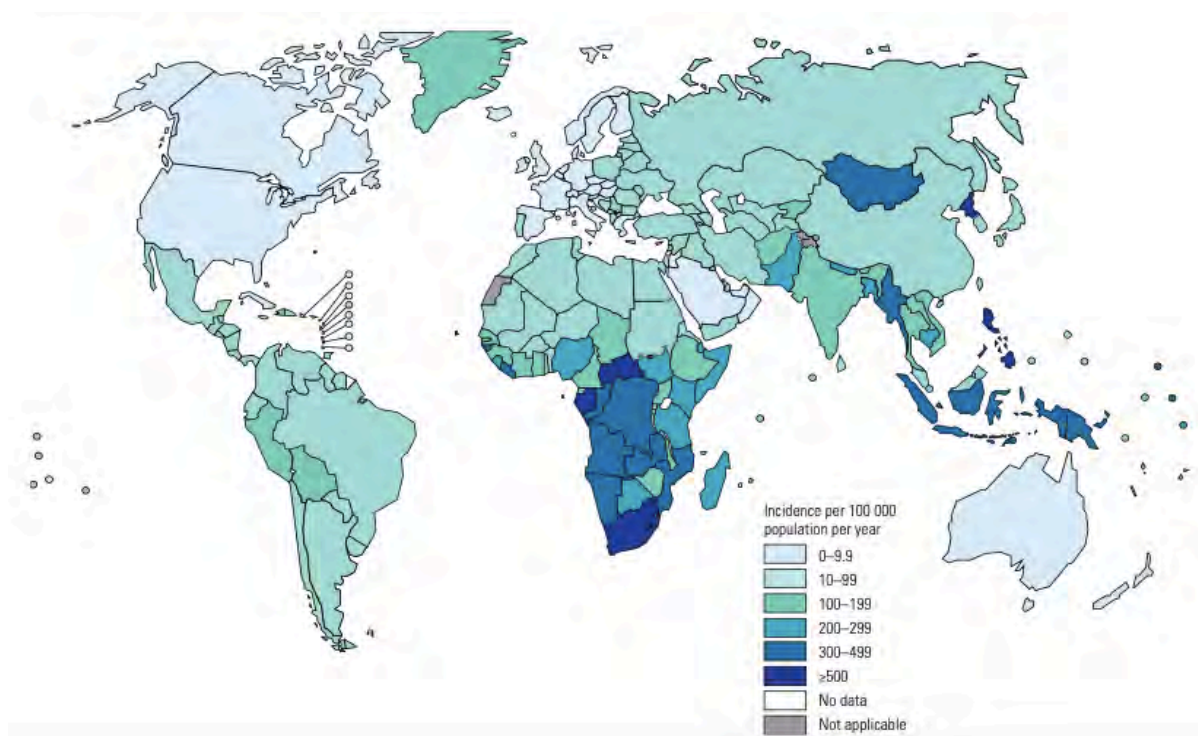 Incidence per 100 000
population per year
0–9.9
10–99
100–199
200–299
300–499
≥500
No data
Not applicable